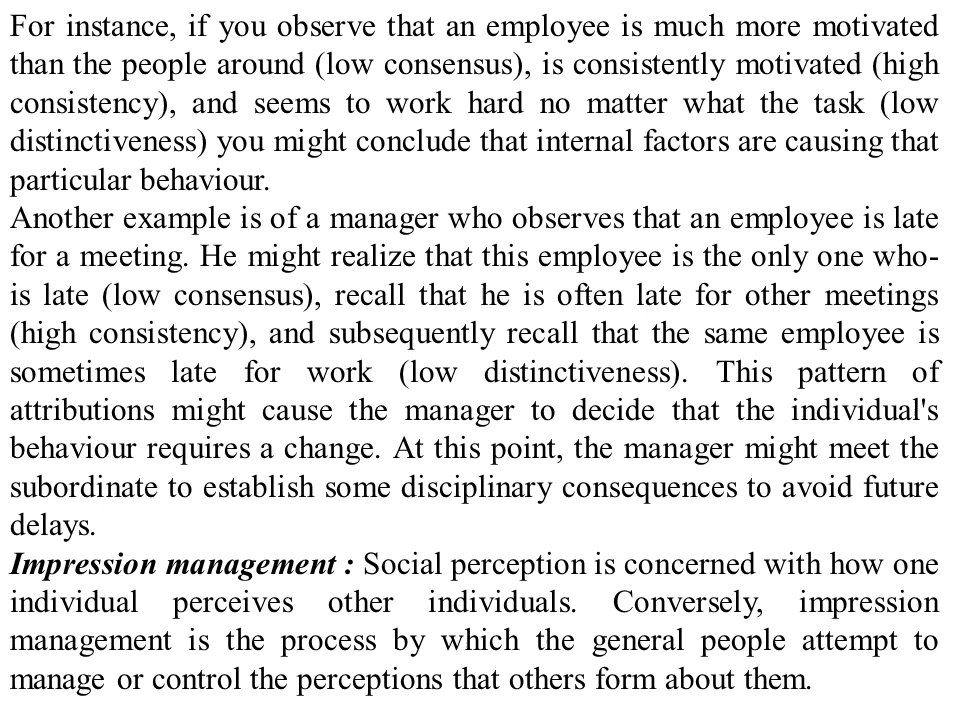 For instance, if you observe that an employee is much more motivated
than the people around (low consensus), is consistently motivated (high
consistency), and seems to work hard no matter what the task (low
distinctiveness) you might conclude that internal factors are causing that
particular behaviour.
Another example is of a manager who observes that an employee is late
for a meeting. He might realize that this employee is the only one who-
is late (low consensus), recall that he is often late for other meetings
(high consistency), and subsequently recall that the same employee is
sometimes late for work (low distinctiveness). This pattern of
attributions might cause the manager to decide that the individual's
behaviour requires a change. At this point, the manager might meet the
subordinate to establish some disciplinary consequences to avoid future
delays.
Impression management : Social perception is concerned with how one
individual perceives other individuals. Conversely, impression
management is the process by which the general people attempt to
manage or control the perceptions that others form about them.